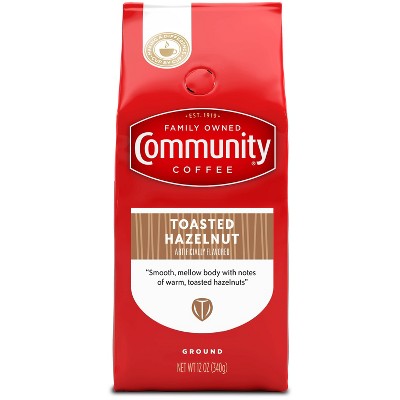 EST. 1919
FAMILY OWNED
Community®
COFFEE
TOASTED
HAZELNUT
ARTIFICIALLY FLAVORED
"Smooth, mellow body with notes
of warm, toasted hazelnuts"
GROUND
NET WT 12 OZ (340g)